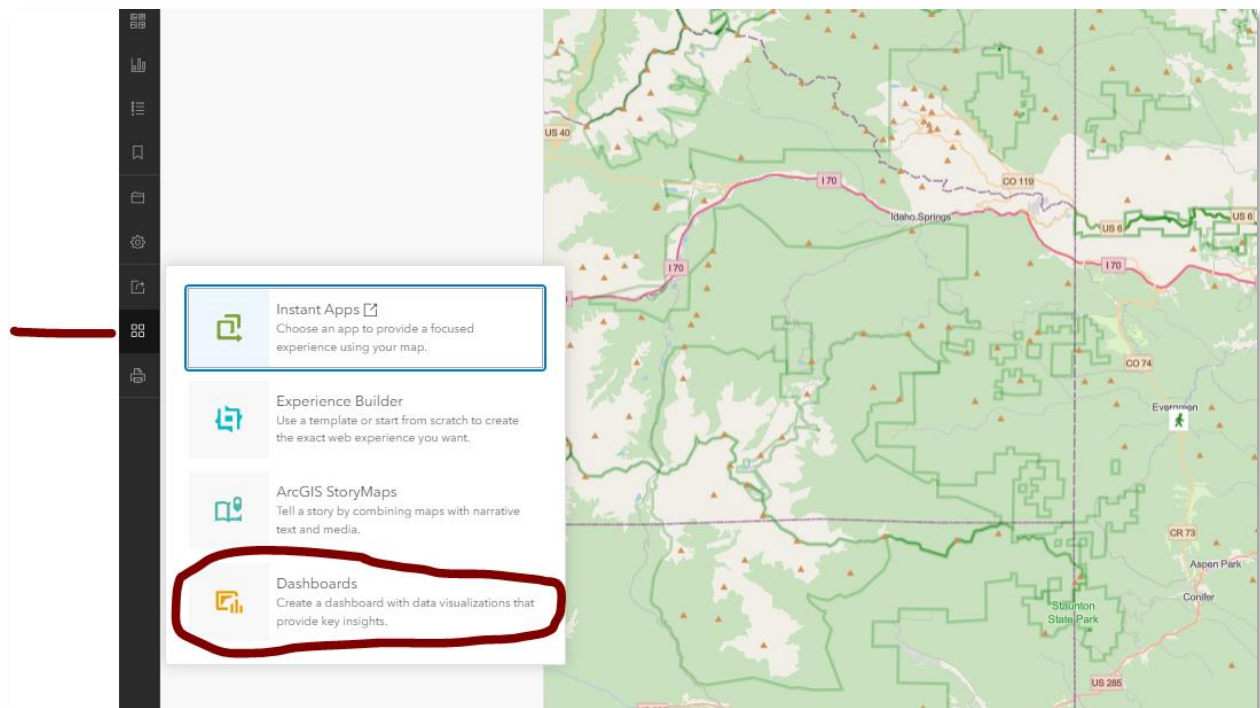 Instant Apps
Choose an app to provide a focused
experience using your map.
Experience Builder
Use a template or start from scratch to create
the exact web experience you want.
ArcGIS StoryMaps
Tell a story by combining maps with narrative
text and media.
Dashboards
Create a dashboard with data visualizations that
provide key insights.
US 40
I 70
CO 119
Idaho Springs
US 6
US 6
I 70
I 70
CO 74
Evergreen
CR 73
Aspen Park
Conifer
Staunton
State Park
US 285